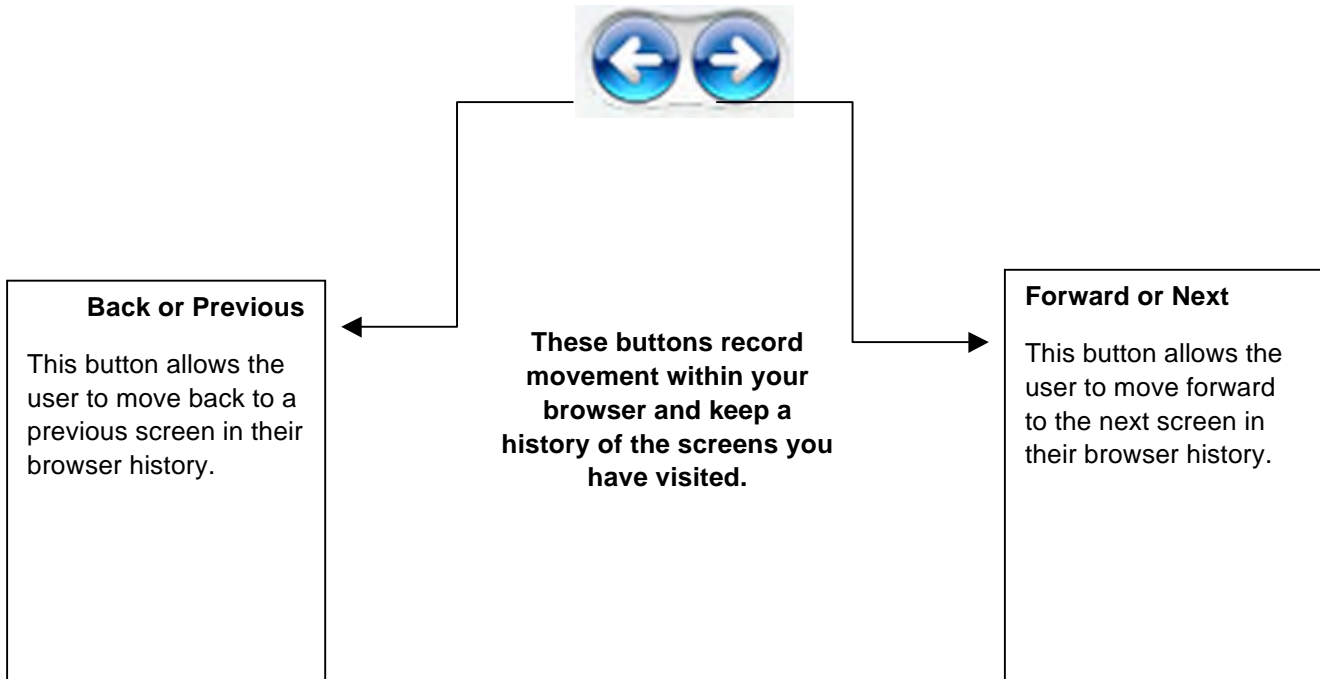 Back or Previous
This button allows the
user to move back to a
previous screen in their
browser history.
These buttons record
movement within your
browser and keep a
history of the screens you
have visited.
Forward or Next
This button allows the
user to move forward
to the next screen in
their browser history.